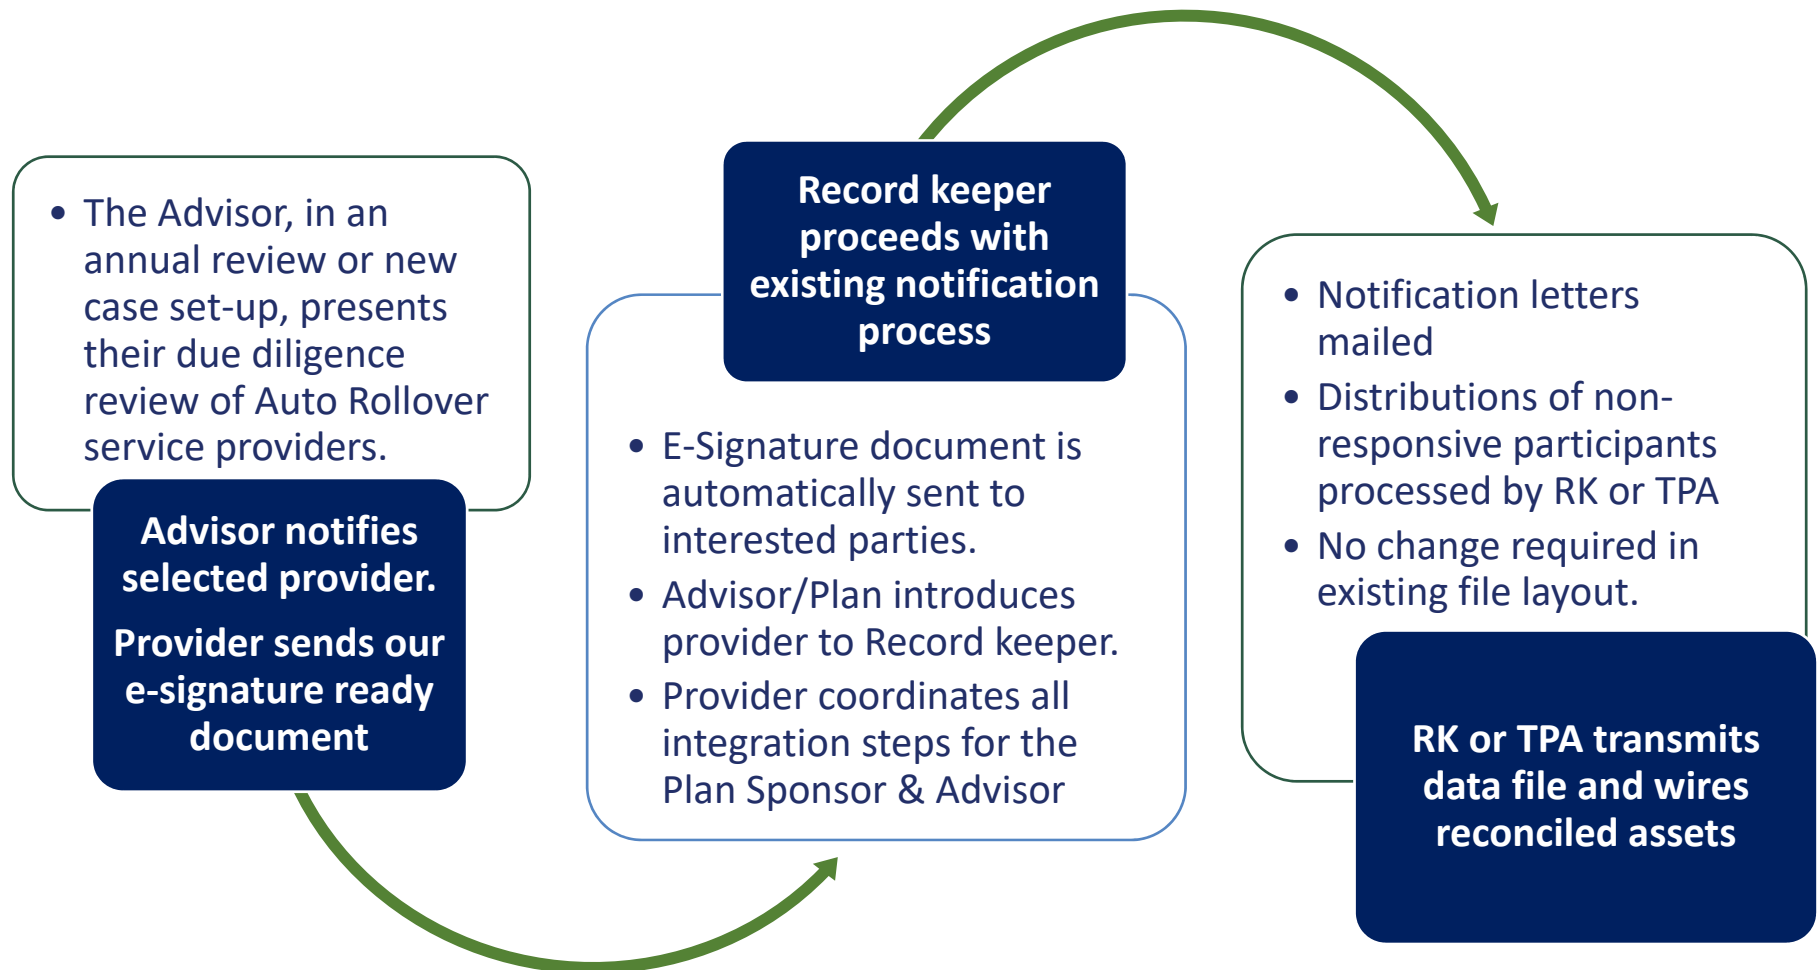 • The Advisor, in an
annual review or new
case set-up, presents
their due diligence
review of Auto Rollover
service providers.
Advisor notifies
selected provider.
Provider sends our
e-signature ready
document
Record keeper
proceeds with
existing notification
process
• E-Signature document is
automatically sent to
interested parties.
• Advisor/Plan introduces
provider to Record keeper.
• Provider coordinates all
integration steps for the
Plan Sponsor & Advisor
• Notification letters
mailed
• Distributions of non-
responsive participants
processed by RK or TPA
• No change required in
existing file layout.
RK or TPA transmits
data file and wires
reconciled assets